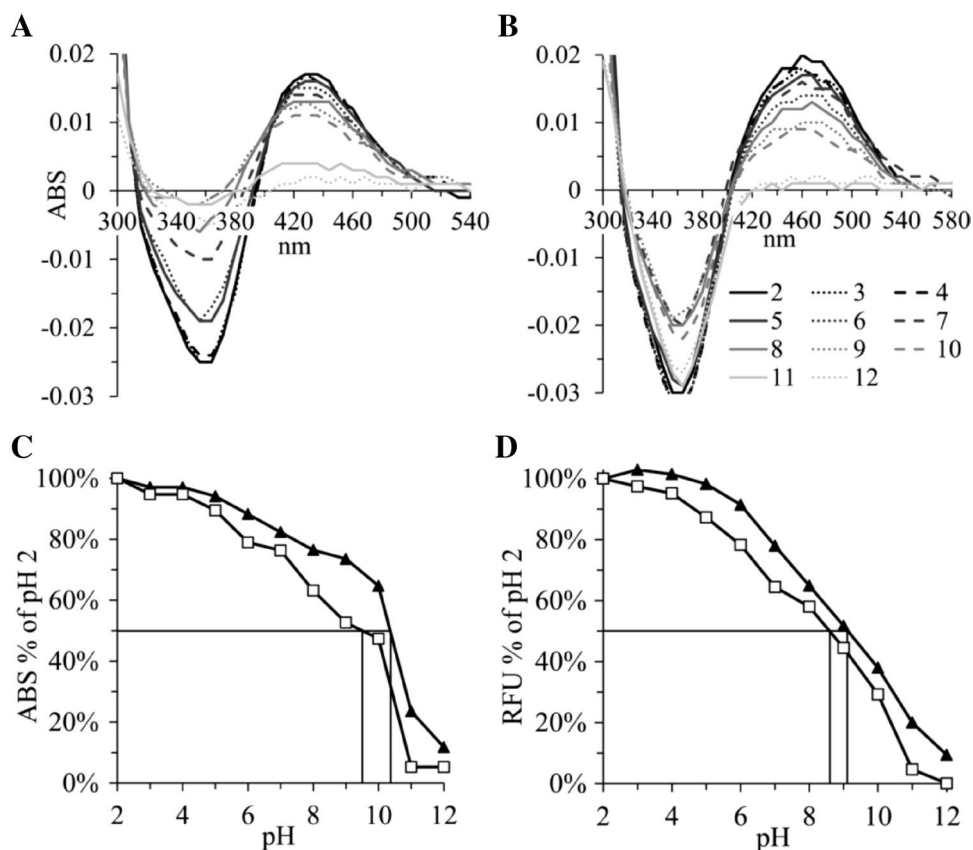 A
B
0.02
0.01
0
-0.01
-0.02
-0.03
ABS
300 340 380 420 460 500 540
nm
0.02
0.01
0
-0.01
-0.02
-0.03
300 340 380 420 460 500 540 580
nm
2 3 4
5 6 7
8 9 10
11 12
C
D
100%
80%
60%
40%
20%
0%
ABS % of pH 2
2 4 6 8 10 12
pH
100%
80%
60%
40%
20%
0%
RFU % of pH 2
2 4 6 8 10 12
pH